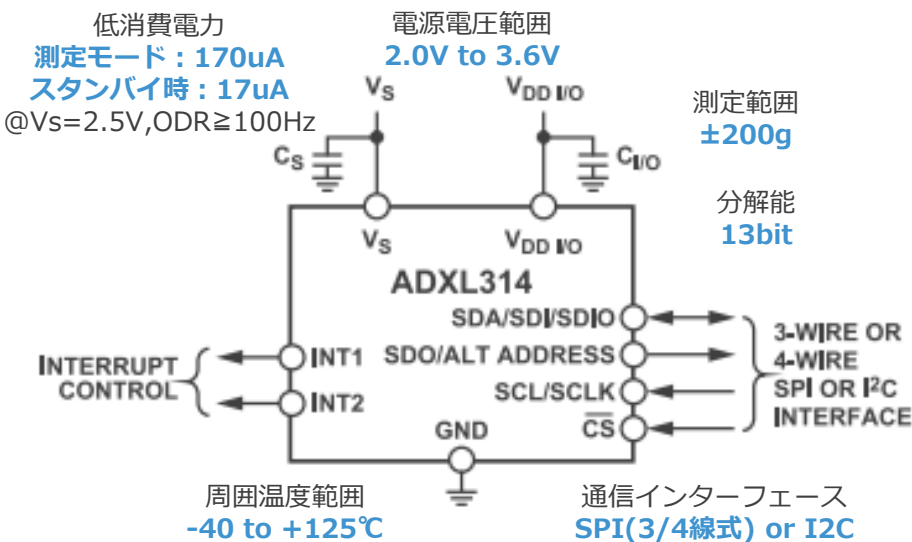 低消費電力
測定モード：170uA
スタンバイ時：17uA
@Vs=2.5V,ODR≧100Hz
電源電圧範囲
2.0V to 3.6V
VS
VDD I/O
測定範囲
±200g
CS
CI/O
分解能
13bit
VS
VDD I/O
ADXL314
SDA/SDI/SDIO
SDO/ALT ADDRESS
SCL/SCLK
C̅S̅
INT1
INT2
INTERRUPT
CONTROL
GND
3-WIRE OR
4-WIRE
SPI OR I²C
INTERFACE
周囲温度範囲
-40 to +125℃
通信インターフェース
SPI(3/4線式) or I2C